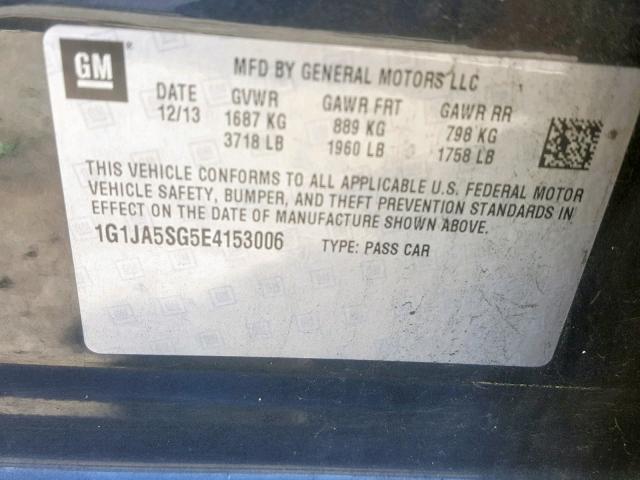 GM®
MFD BY GENERAL MOTORS LLC
DATE GVWR GAWR FRT GAWR RR
12/13 1687 KG 889 KG 798 KG
3718 LB 1960 LB 1758 LB
THIS VEHICLE CONFORMS TO ALL APPLICABLE U.S. FEDERAL MOTOR
VEHICLE SAFETY, BUMPER, AND THEFT PREVENTION STANDARDS IN
EFFECT ON THE DATE OF MANUFACTURE SHOWN ABOVE.
1G1JA5SG5E4153006 TYPE: PASS CAR